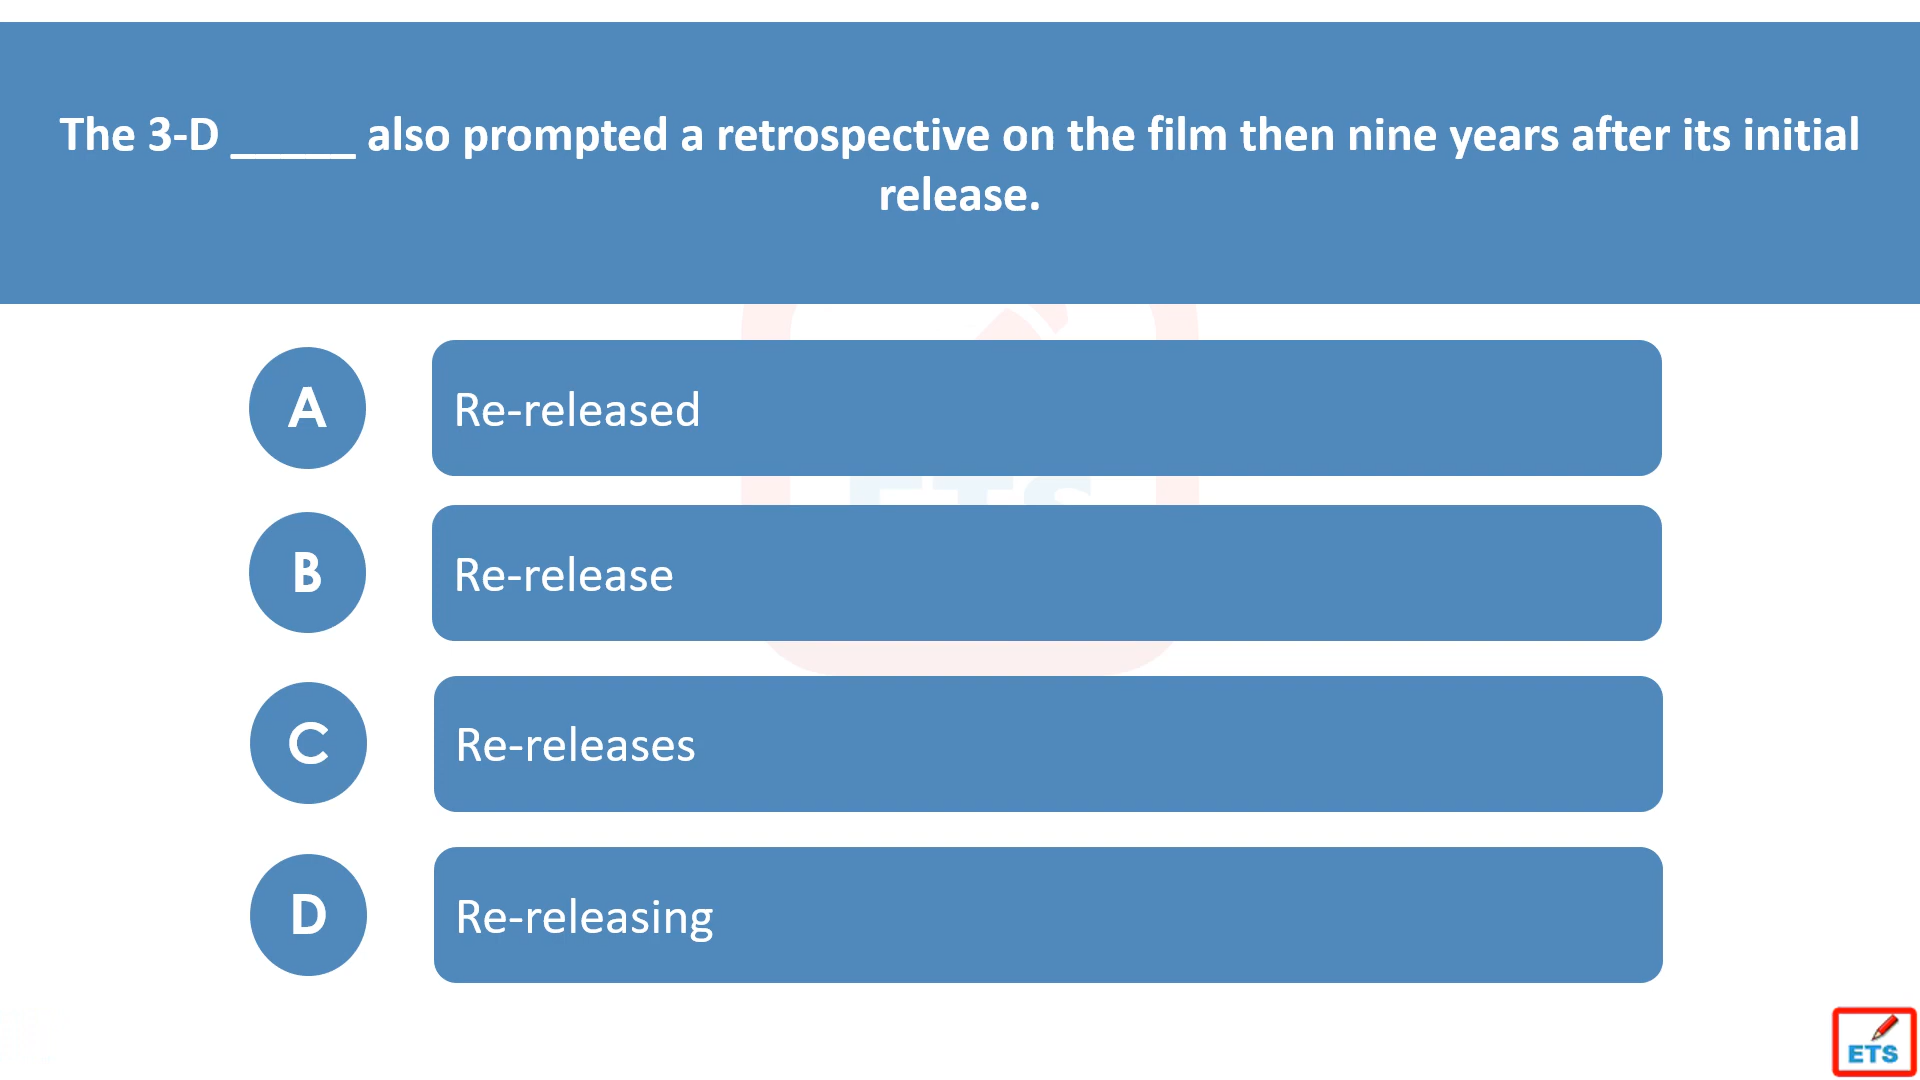 The 3-D _____ also prompted a retrospective on the film then nine years after its initial
release.
A
Re-released
B
Re-release
C
Re-releases
D
Re-releasing
ETS